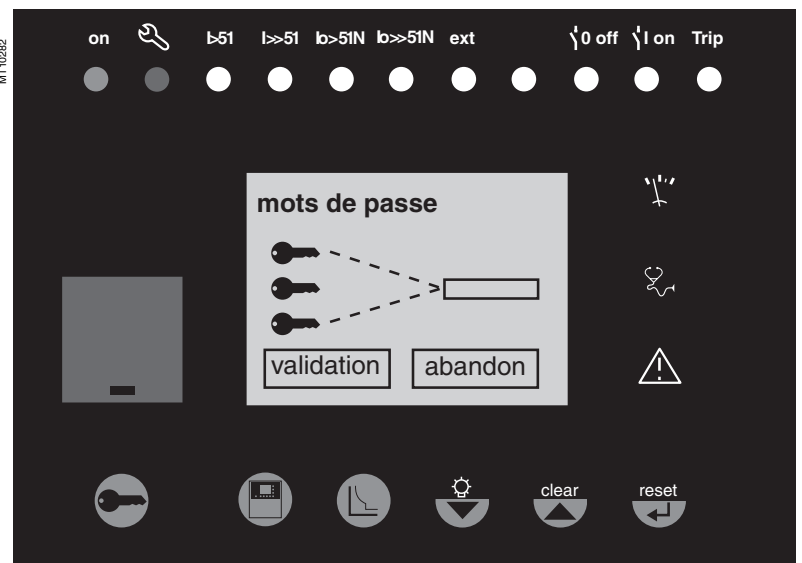 MT10282
on I>51 I>>51 Io>51N Io>>51N ext 0 off I on Trip
mots de passe
validation abandon
clear reset